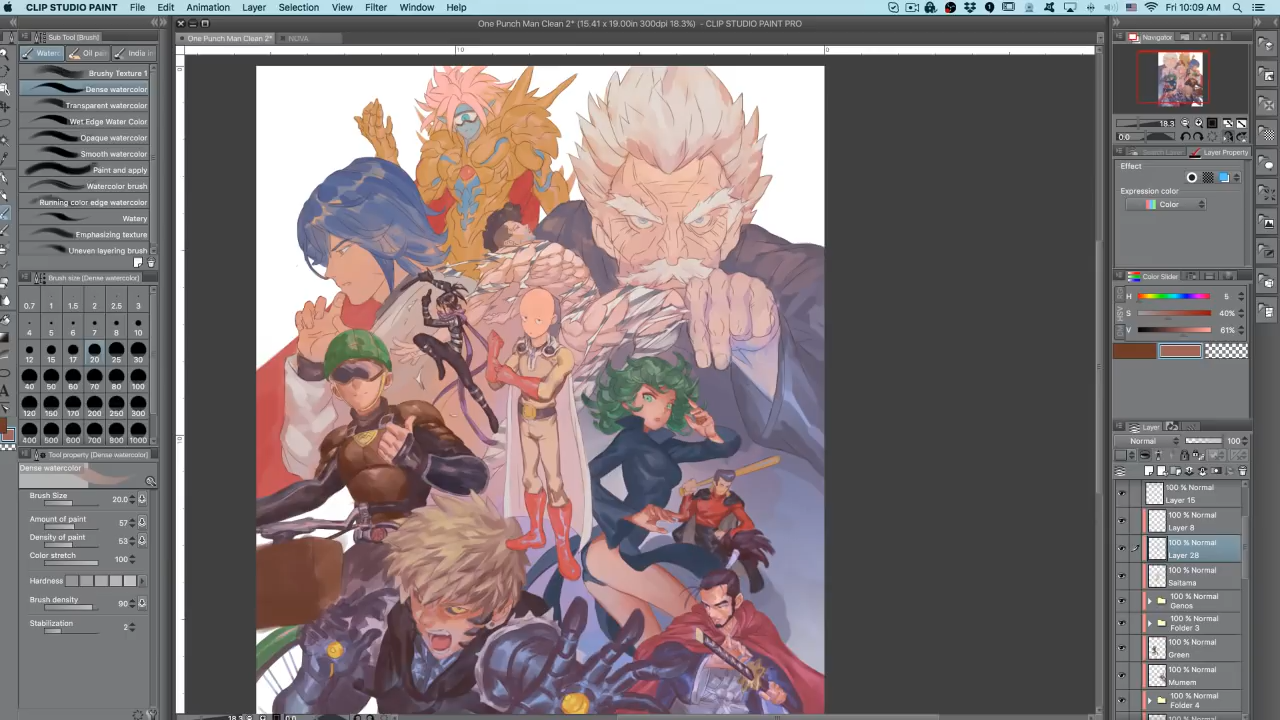 File Edit Animation Layer Selection View Filter Window Help
Fri 10:09 AM
One Punch Man Clean 2* (15.41 x 19.00in 300dpi 18.3%) - CLIP STUDIO PAINT PRO
Sub Tool [Brush]
Water
Oil pai
India in
Brushy Texture 1
Dense watercolor
Transparent watercolor
Wet Edge Water Color
Opaque watercolor
Smooth watercolor
Paint and apply
Watercolor brush
Running color edge watercolor
Watery
Emphasizing texture
Uneven layering brush
Brush size [Dense watercolor]
0.7 1 1.5 2 2.5 3
4 5 6 7 8 10
12 15 17 20 25 30
40 50 60 70 80 100
120 150 170 200 250 300
400 500 600 700 800 1000
Tool property [Dense watercolor]
Dense watercolor
Brush Size 20.0
Amount of paint 57
Density of paint 53
Color stretch 100
Hardness
Brush density 90
Stabilization 2
One Punch Man Clean 2*
NOVA
10
0
18.3
0.0
Navigator
18.3
0.0
Search Layer
Layer Property
Effect
Expression color
Color
Color Slider
H 5
S 40%
V 61%
Layer
Normal 100
100 % Normal
Layer 15
100 % Normal
Layer 8
100 % Normal
Layer 28
100 % Normal
Saitama
100 % Normal
Genos
100 % Normal
Folder 3
100 % Normal
Green
100 % Normal
Mumem
100 % Normal
Folder 4
100 % Normal